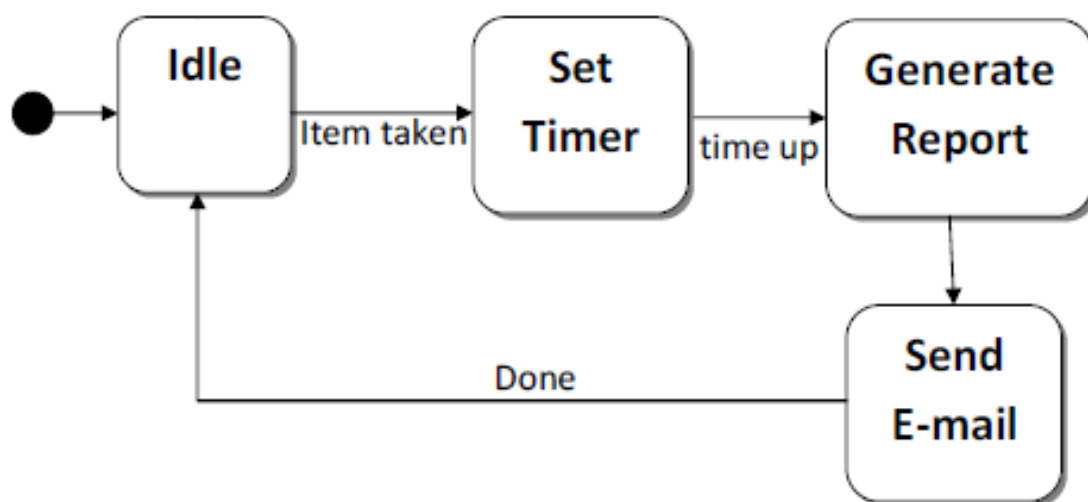 Idle
Set
Timer
Generate
Report
Item taken
time up
Send
E-mail
Done